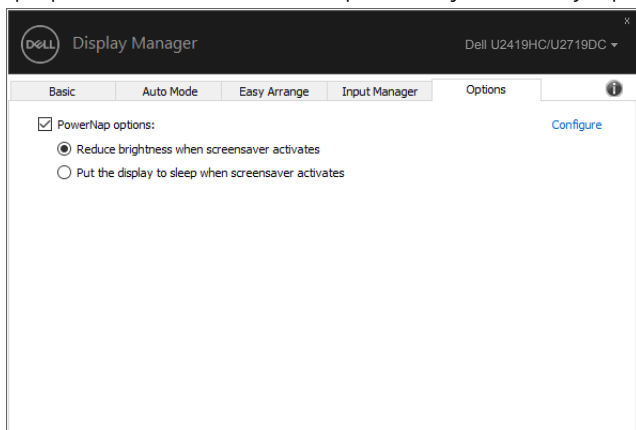 x
DELL Display Manager Dell U2419HC/U2719DC
Basic Auto Mode Easy Arrange Input Manager Options i
PowerNap options: Configure
Reduce brightness when screensaver activates
Put the display to sleep when screensaver activates